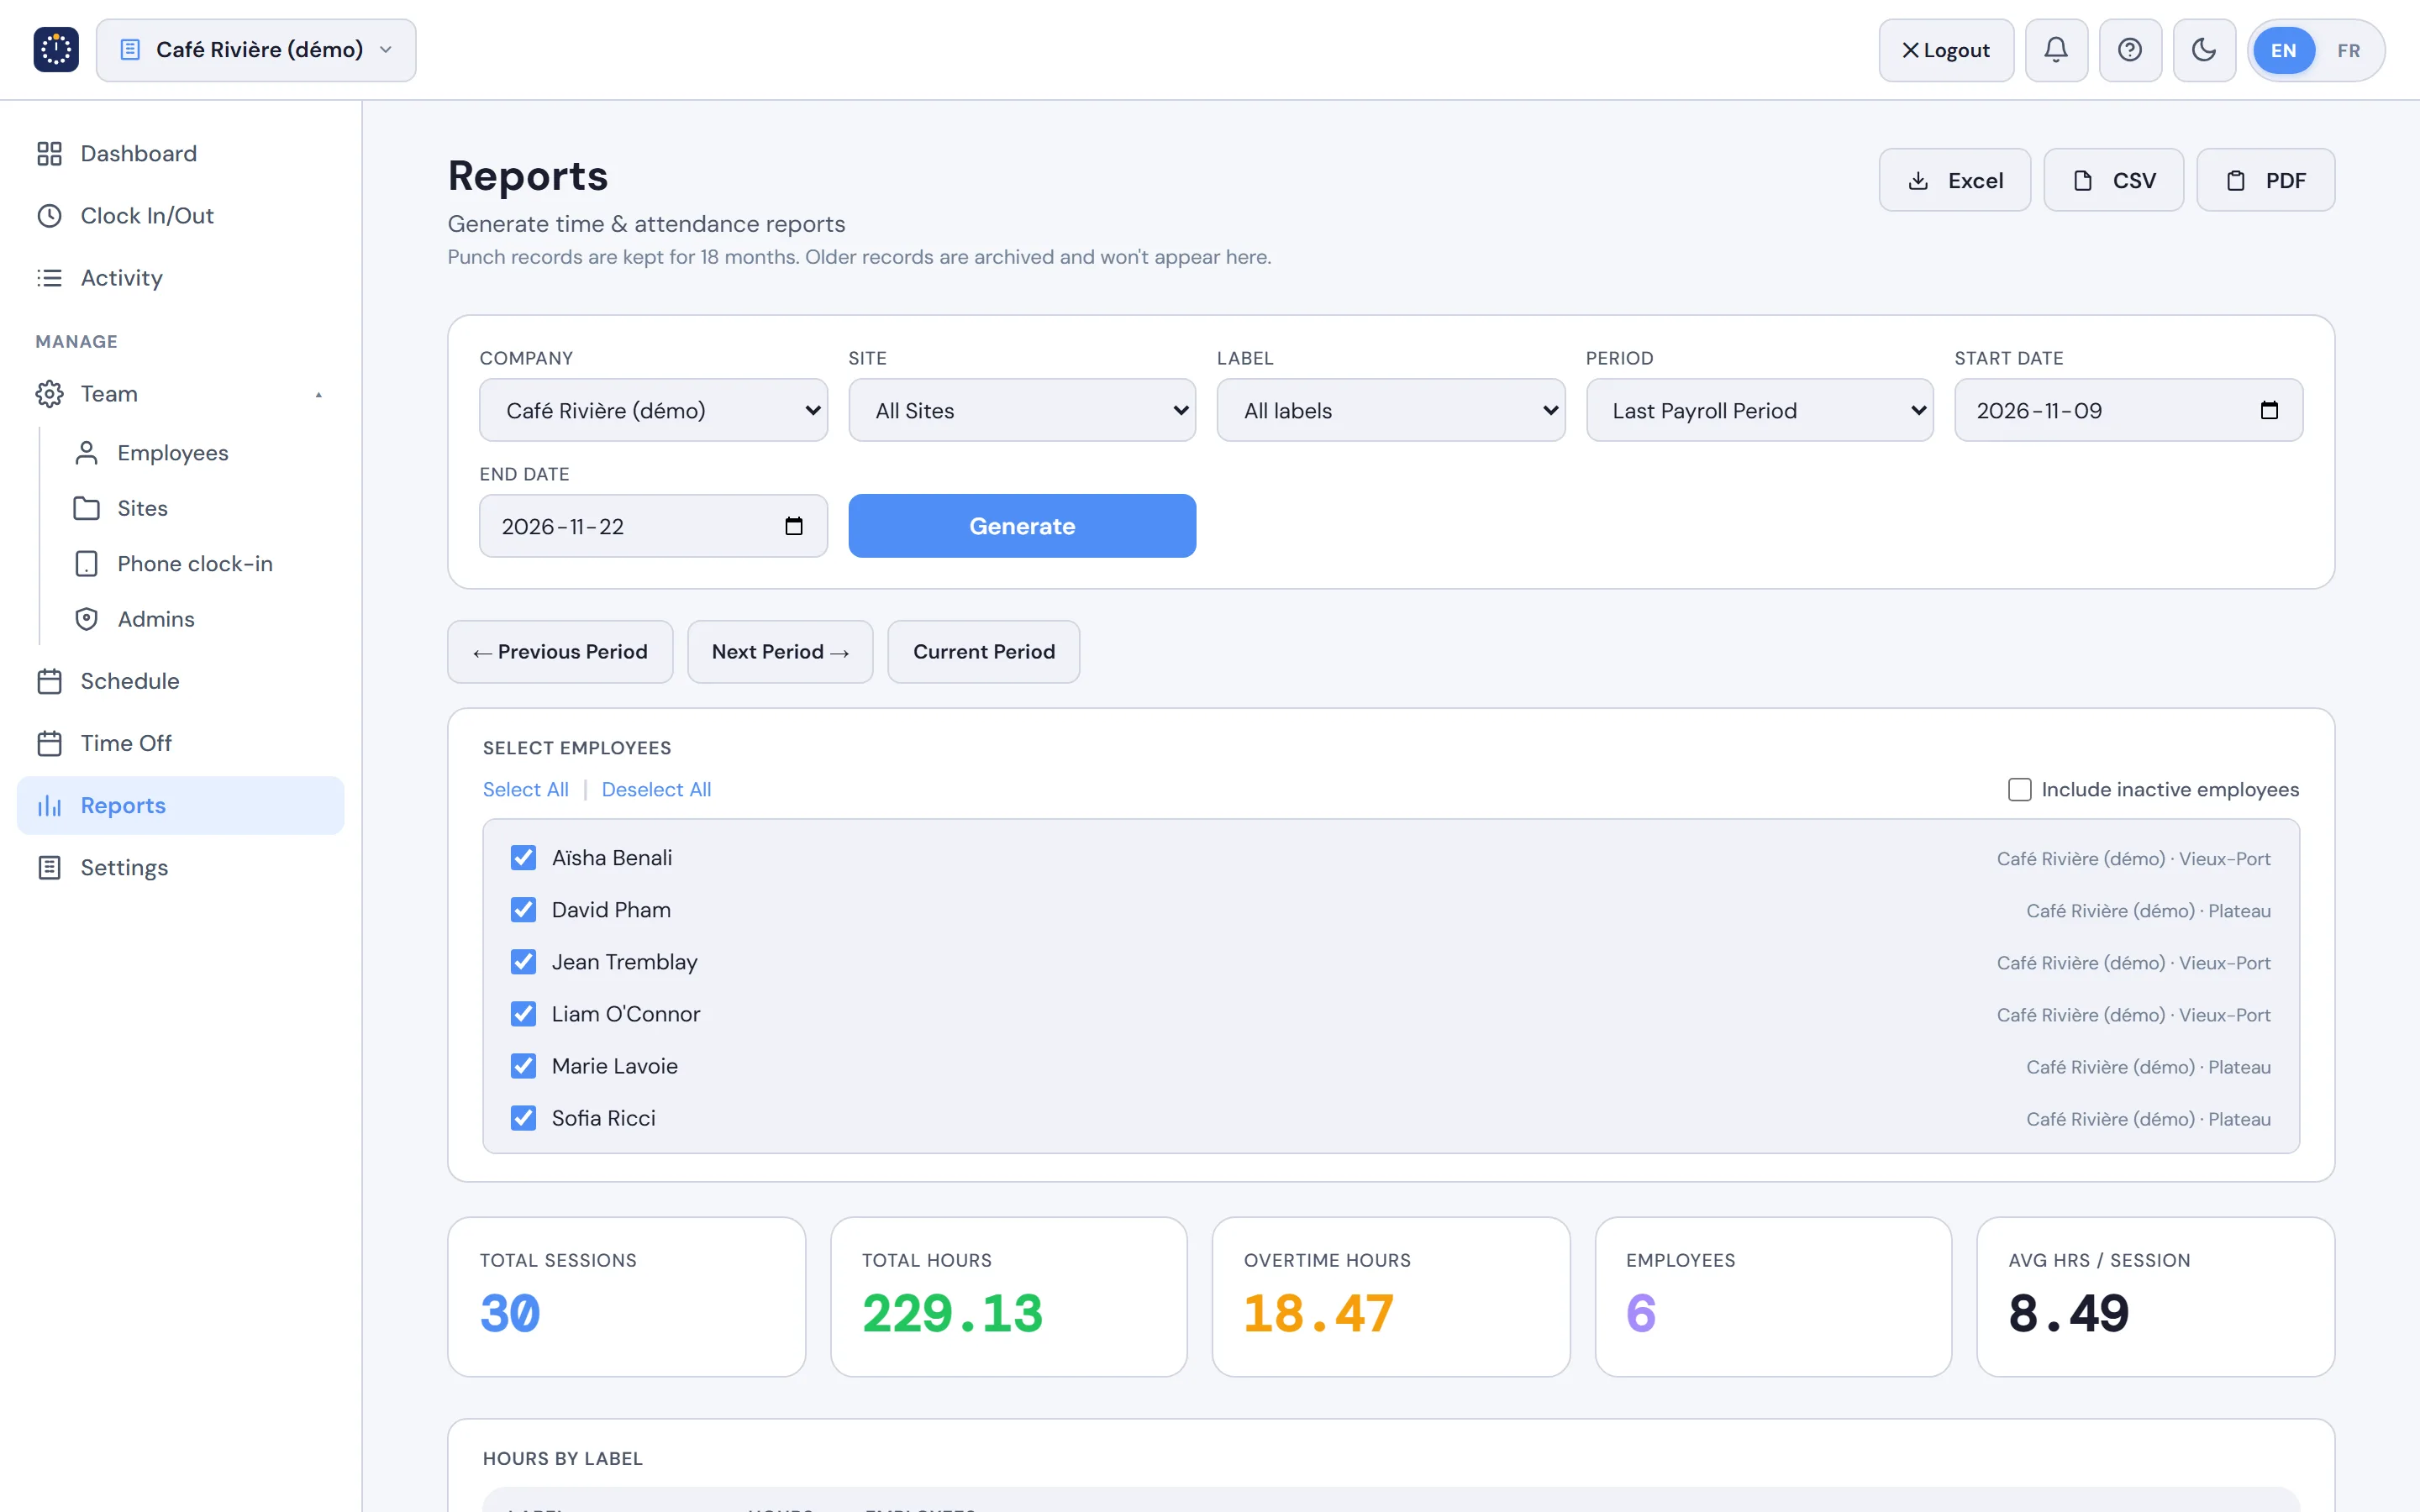 Café Rivière (démo)
Logout
EN
FR
Dashboard
Clock In/Out
Activity
MANAGE
Team
Employees
Sites
Phone clock-in
Admins
Schedule
Time Off
Reports
Settings
Reports
Generate time & attendance reports
Punch records are kept for 18 months. Older records are archived and won't appear here.
Excel
CSV
PDF
COMPANY
Café Rivière (démo)
SITE
All Sites
LABEL
All labels
PERIOD
Last Payroll Period
START DATE
2026-11-09
END DATE
2026-11-22
Generate
← Previous Period
Next Period →
Current Period
SELECT EMPLOYEES
Select All | Deselect All
Include inactive employees
Aïsha Benali
Café Rivière (démo) · Vieux-Port
David Pham
Café Rivière (démo) · Plateau
Jean Tremblay
Café Rivière (démo) · Vieux-Port
Liam O'Connor
Café Rivière (démo) · Vieux-Port
Marie Lavoie
Café Rivière (démo) · Plateau
Sofia Ricci
Café Rivière (démo) · Plateau
TOTAL SESSIONS
30
TOTAL HOURS
229.13
OVERTIME HOURS
18.47
EMPLOYEES
6
AVG HRS / SESSION
8.49
HOURS BY LABEL